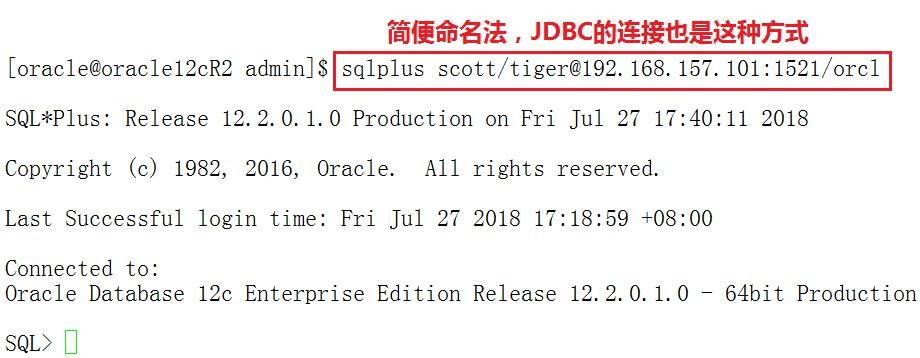 简便命名法，JDBC的连接也是这种方式
[oracle@oracle12cR2 admin]$ sqlplus scott/tiger@192.168.157.101:1521/orcl
SQL*Plus: Release 12.2.0.1.0 Production on Fri Jul 27 17:40:11 2018
Copyright (c) 1982, 2016, Oracle.  All rights reserved.
Last Successful login time: Fri Jul 27 2018 17:18:59 +08:00
Connected to:
Oracle Database 12c Enterprise Edition Release 12.2.0.1.0 - 64bit Production
SQL>